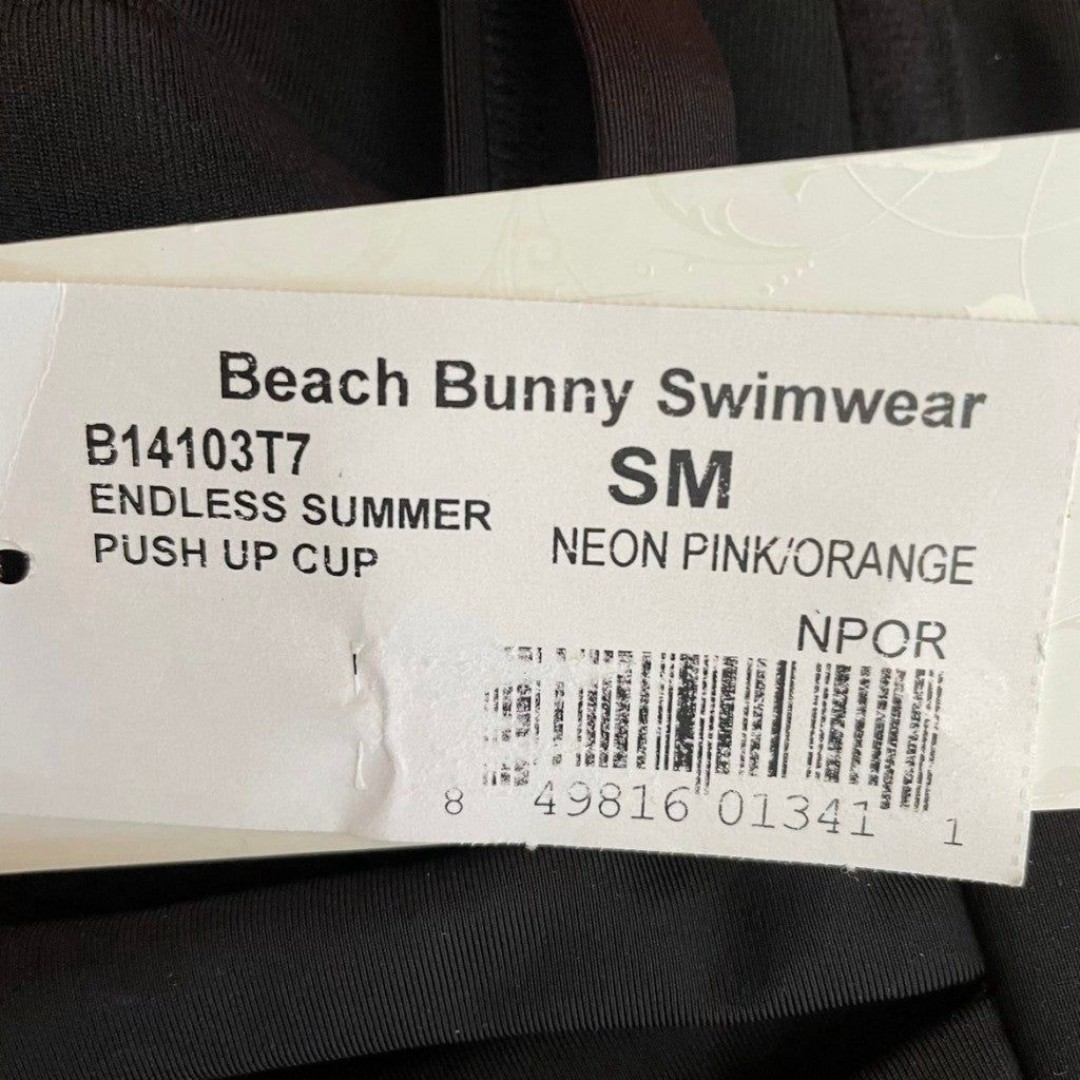 Beach Bunny Swimwear
B14103T7
SM
ENDLESS SUMMER
PUSH UP CUP
NEON PINK/ORANGE
NPOR
8 49816 01341 1